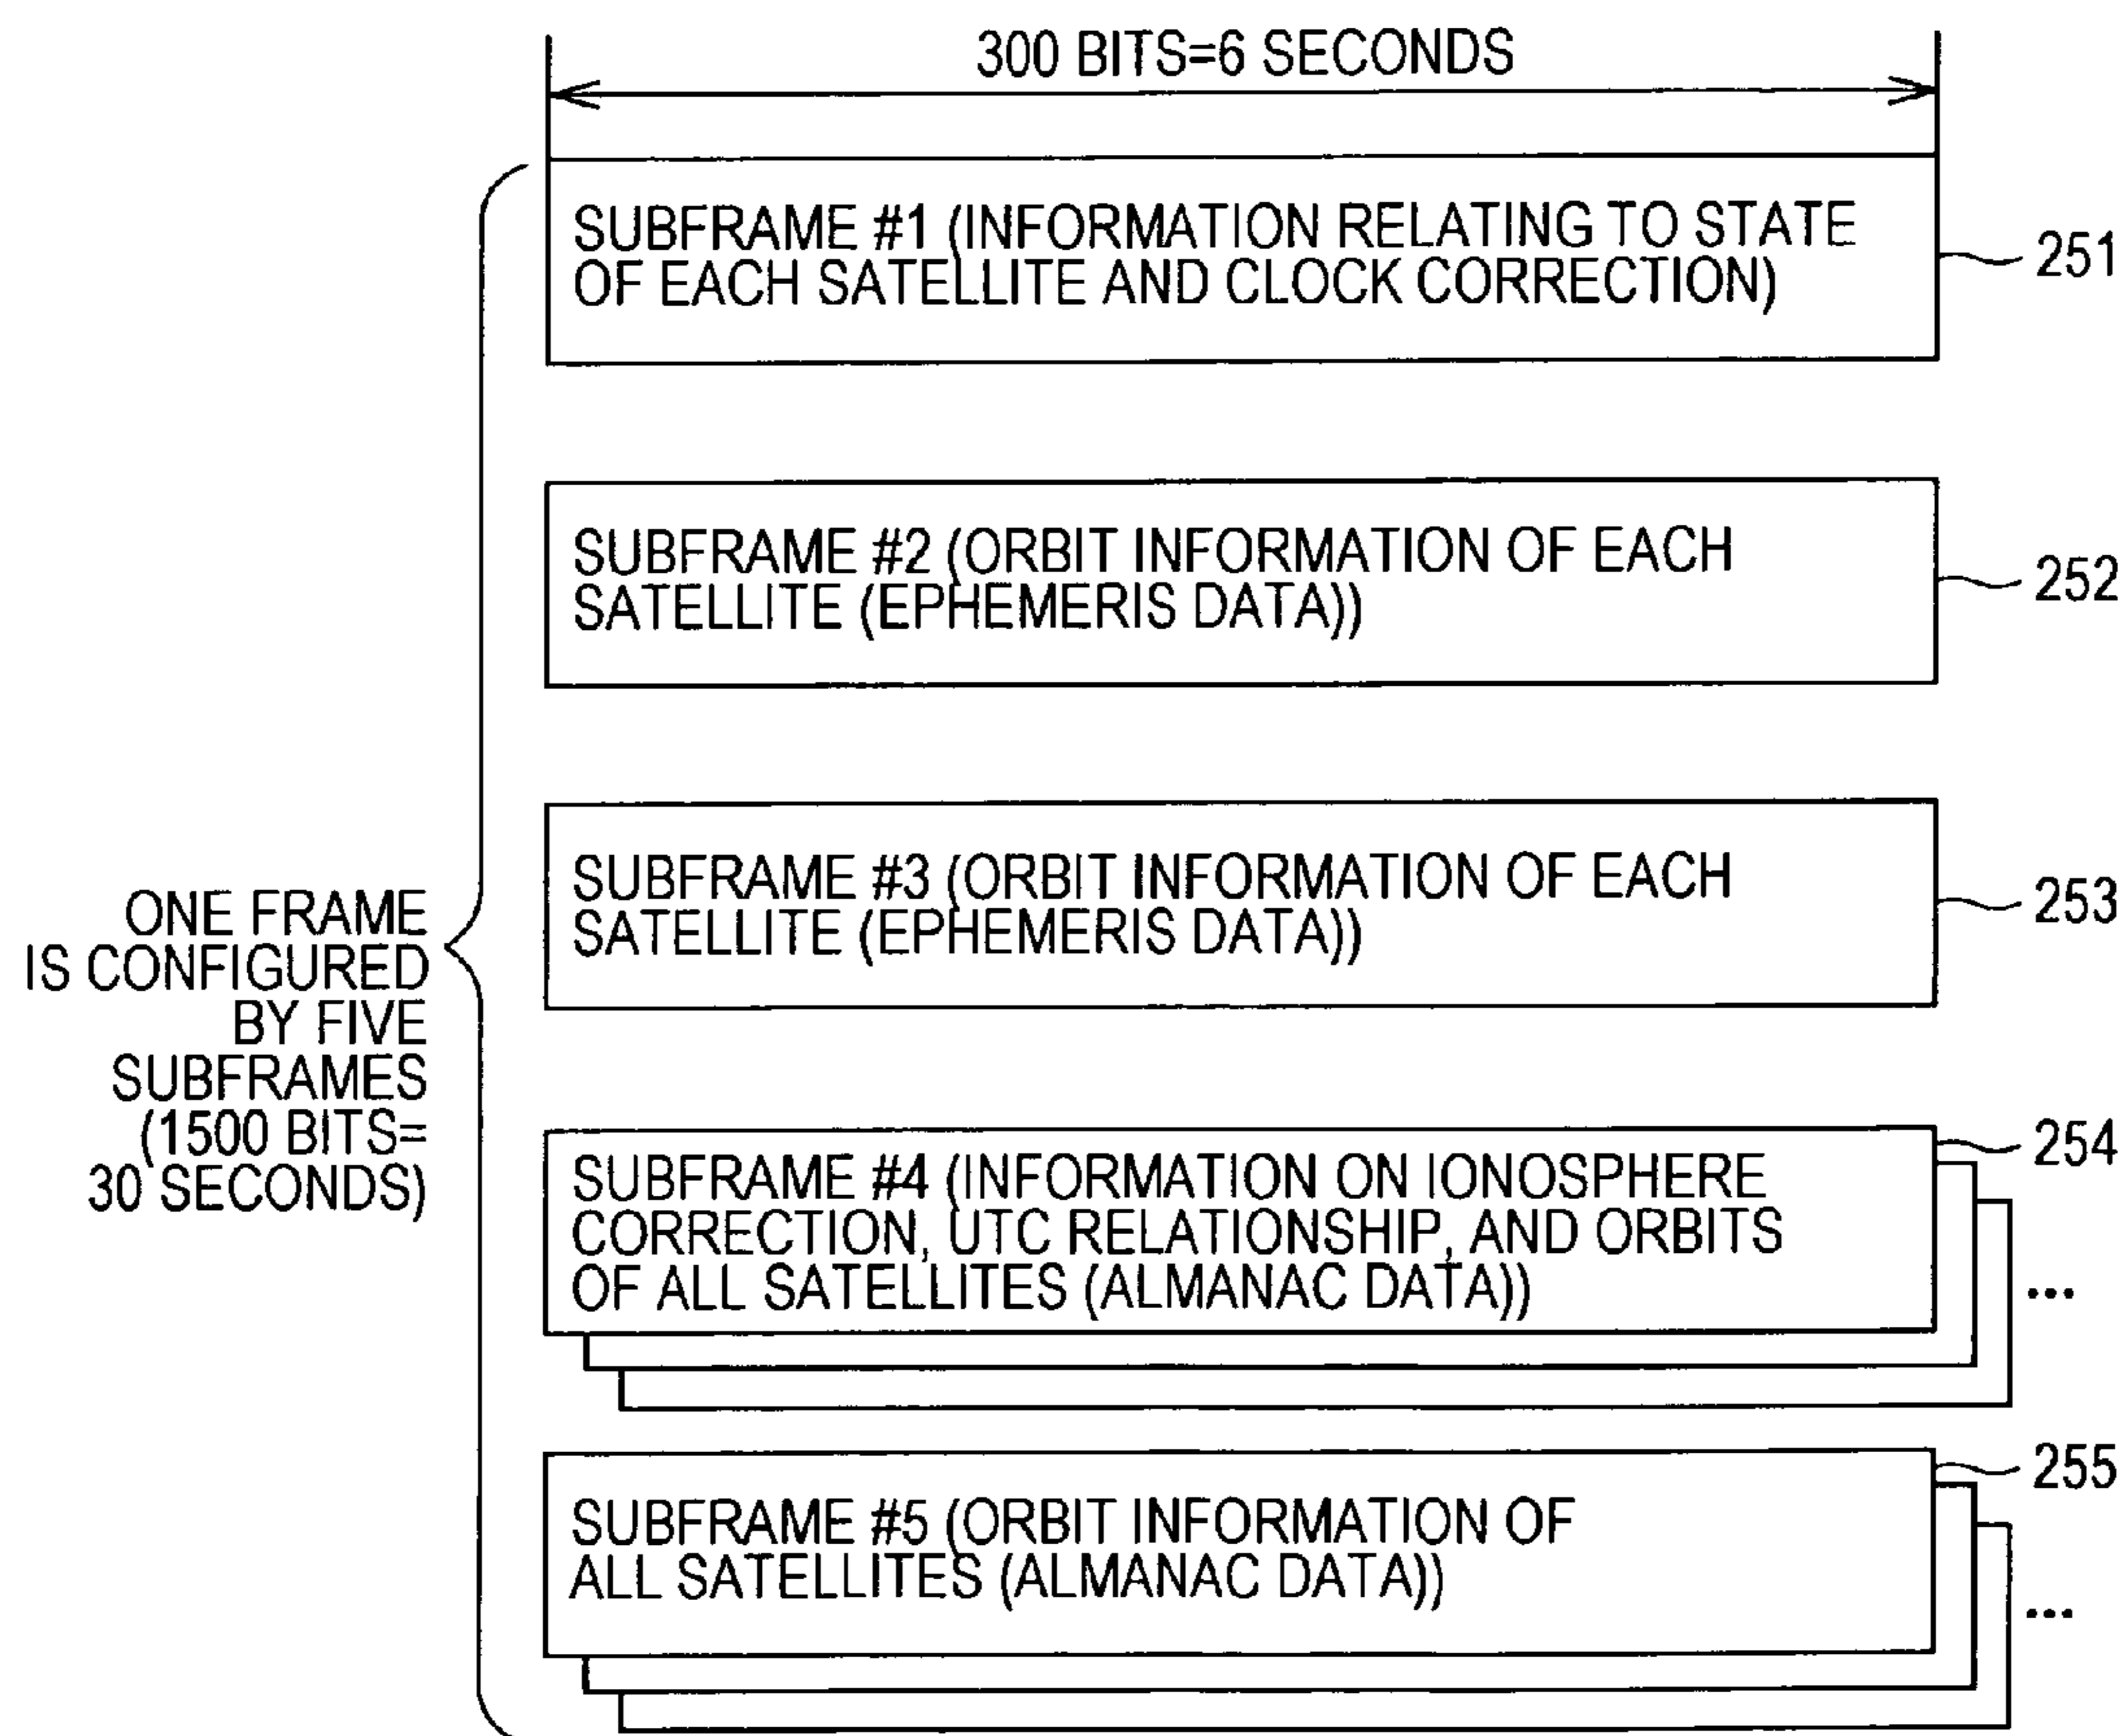 300 BITS=6 SECONDS
SUBFRAME #1 (INFORMATION RELATING TO STATE
OF EACH SATELLITE AND CLOCK CORRECTION)
251
SUBFRAME #2 (ORBIT INFORMATION OF EACH
SATELLITE (EPHEMERIS DATA))
252
SUBFRAME #3 (ORBIT INFORMATION OF EACH
SATELLITE (EPHEMERIS DATA))
253
ONE FRAME
IS CONFIGURED
BY FIVE
SUBFRAMES
(1500 BITS=
30 SECONDS)
SUBFRAME #4 (INFORMATION ON IONOSPHERE
CORRECTION, UTC RELATIONSHIP, AND ORBITS
OF ALL SATELLITES (ALMANAC DATA))
254
...
SUBFRAME #5 (ORBIT INFORMATION OF
ALL SATELLITES (ALMANAC DATA))
255
...